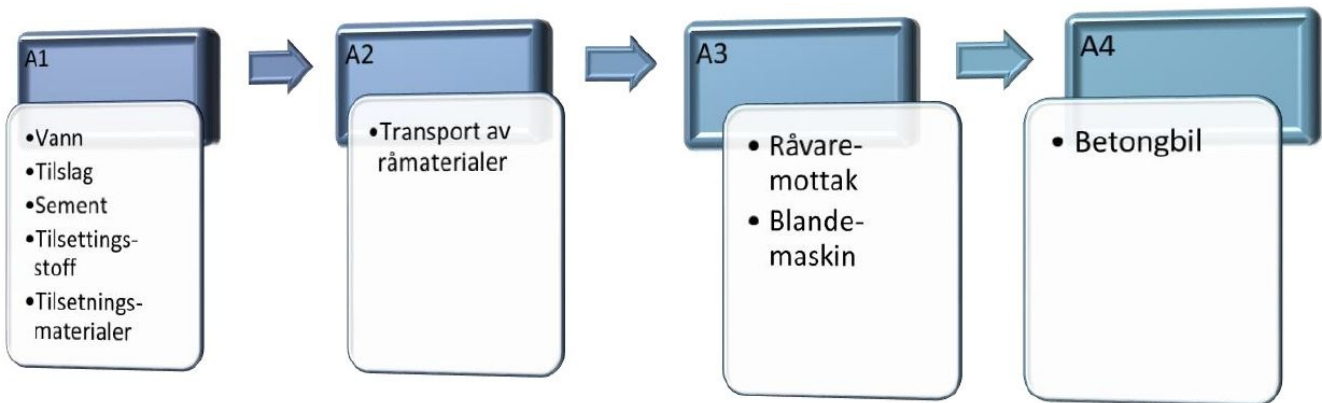 A1
•Vann
•Tilslag
•Sement
•Tilsettings-
stoff
•Tilsetnings-
materialer
A2
•Transport av
råmaterialer
A3
• Råvare-
mottak
• Blande-
maskin
A4
• Betongbil